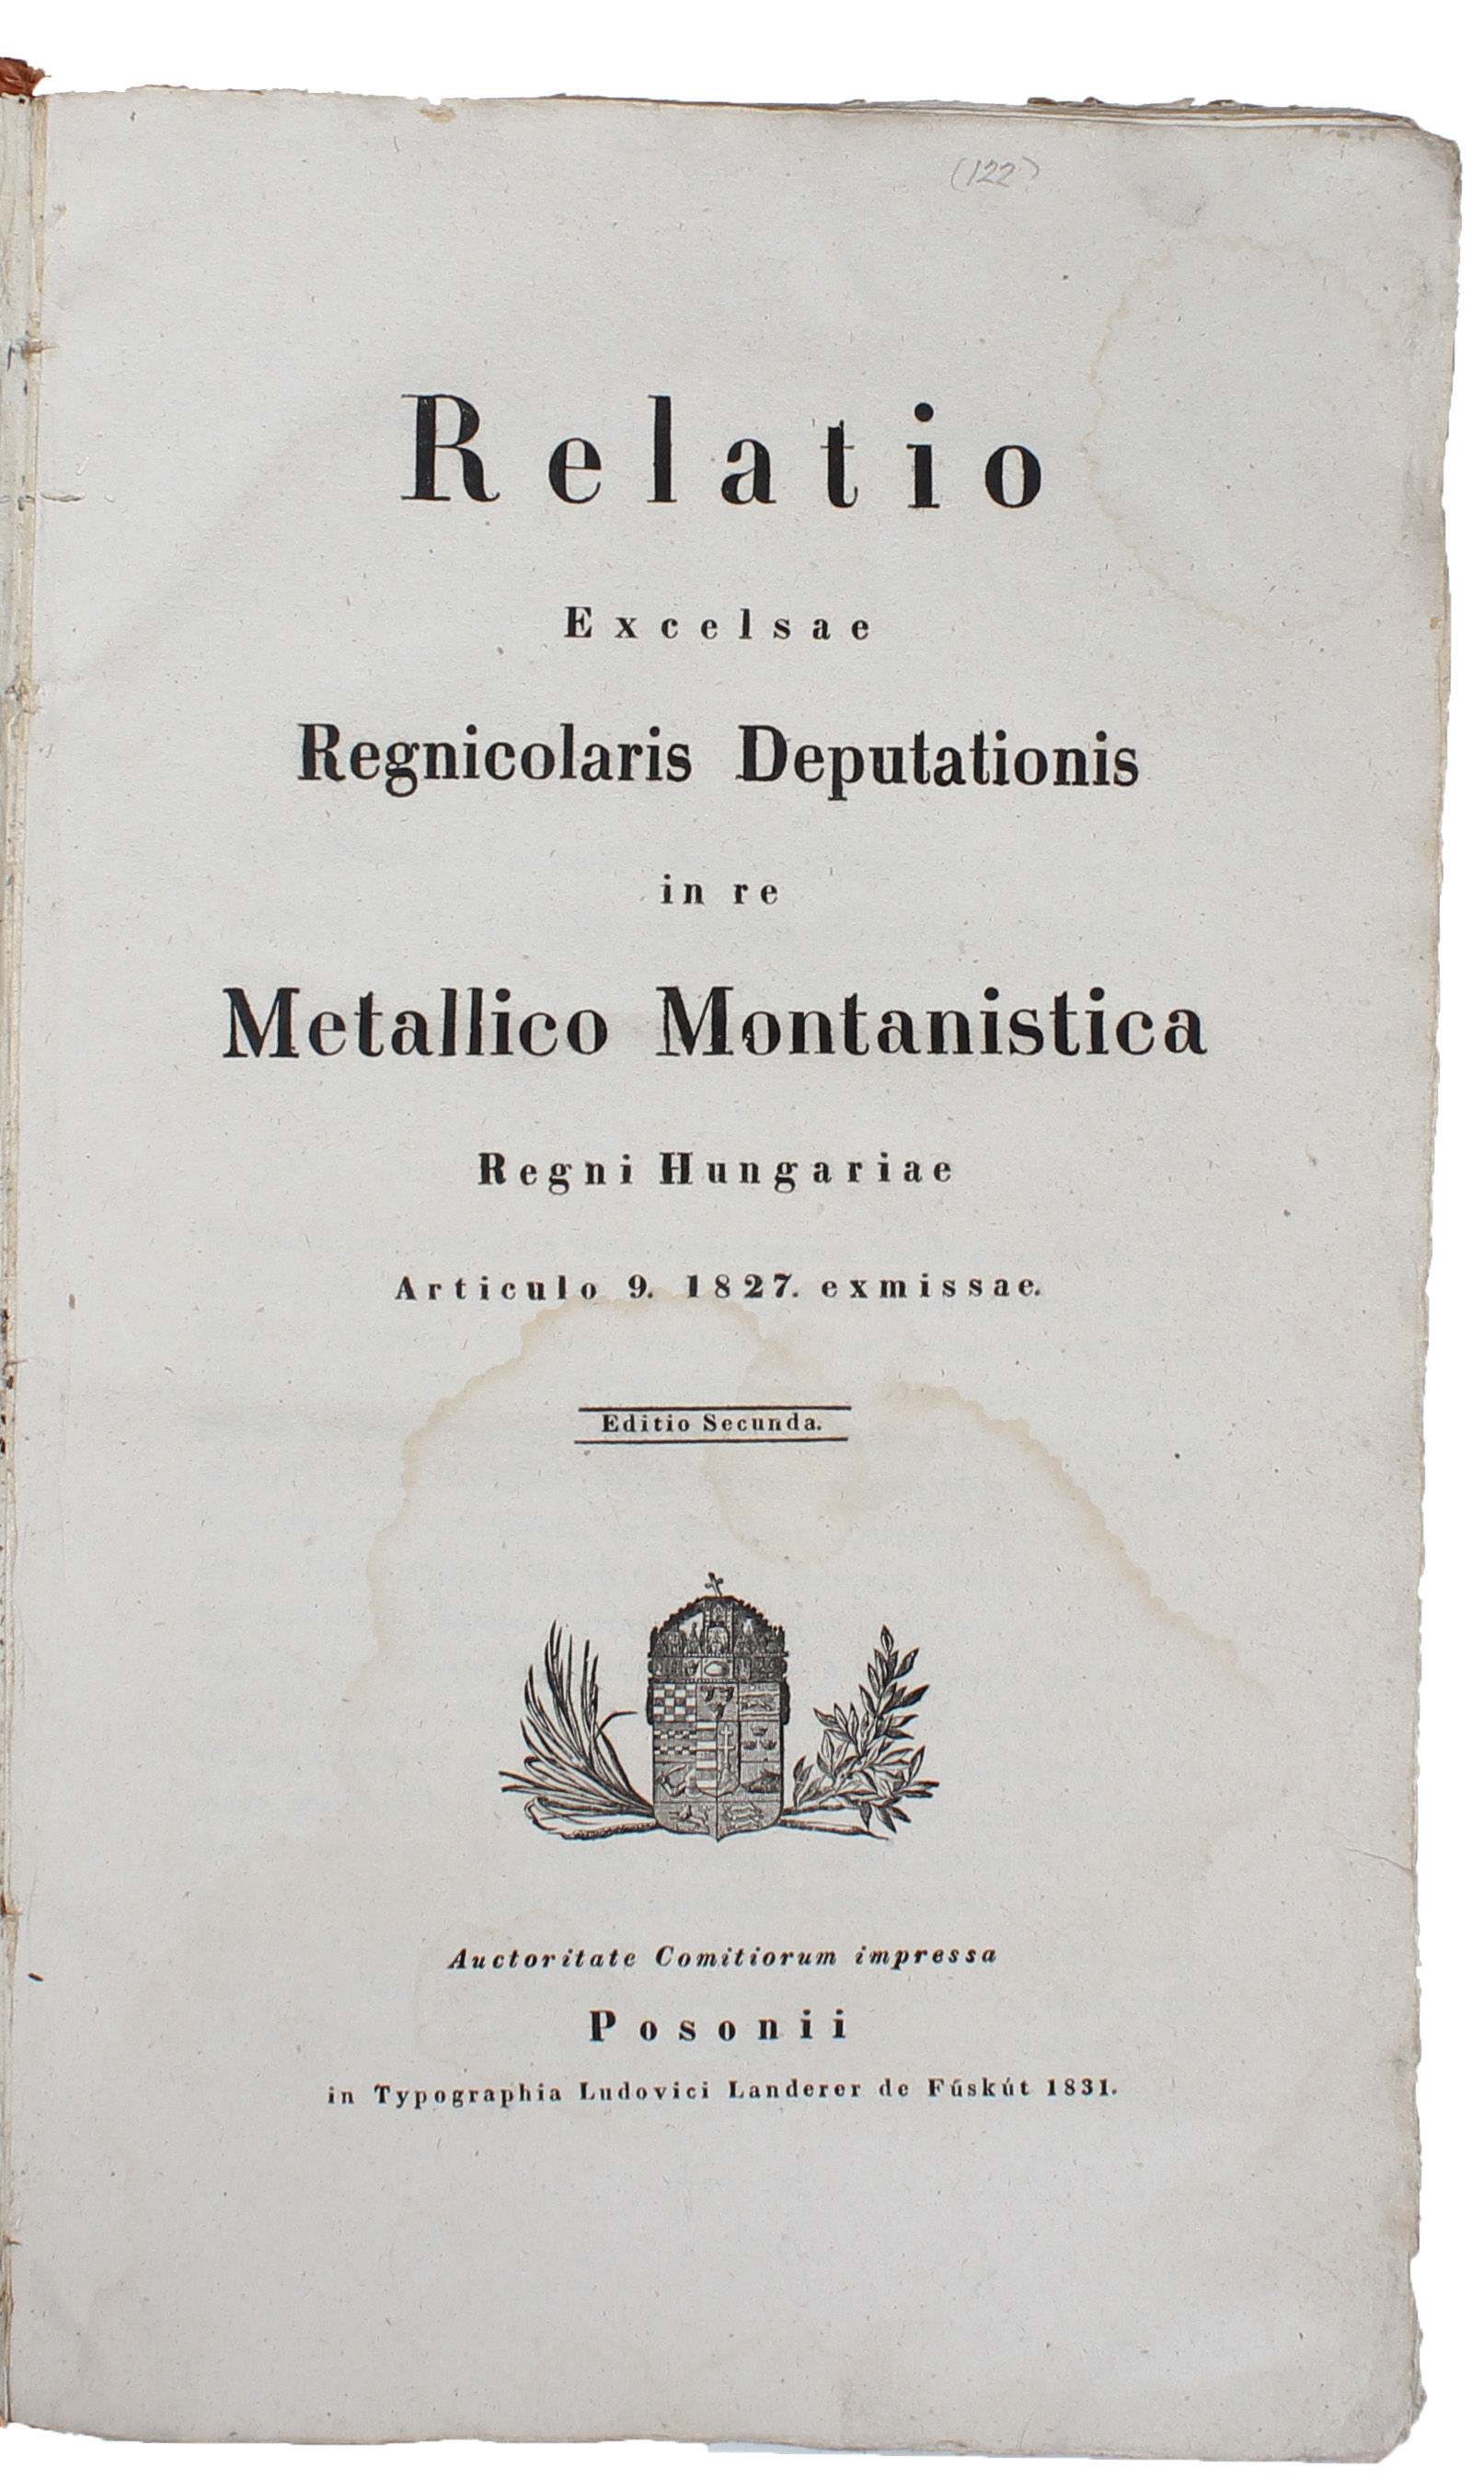 (122)
Relatio
Excelsae
Regnicolaris Deputationis
in re
Metallico Montanistica
Regni Hungariae
Articulo 9. 1827. exmissae.
Editio Secunda.
Auctoritate Comitiorum impressa
Posonii
in Typographia Ludovici Landerer de Fúskút 1831.